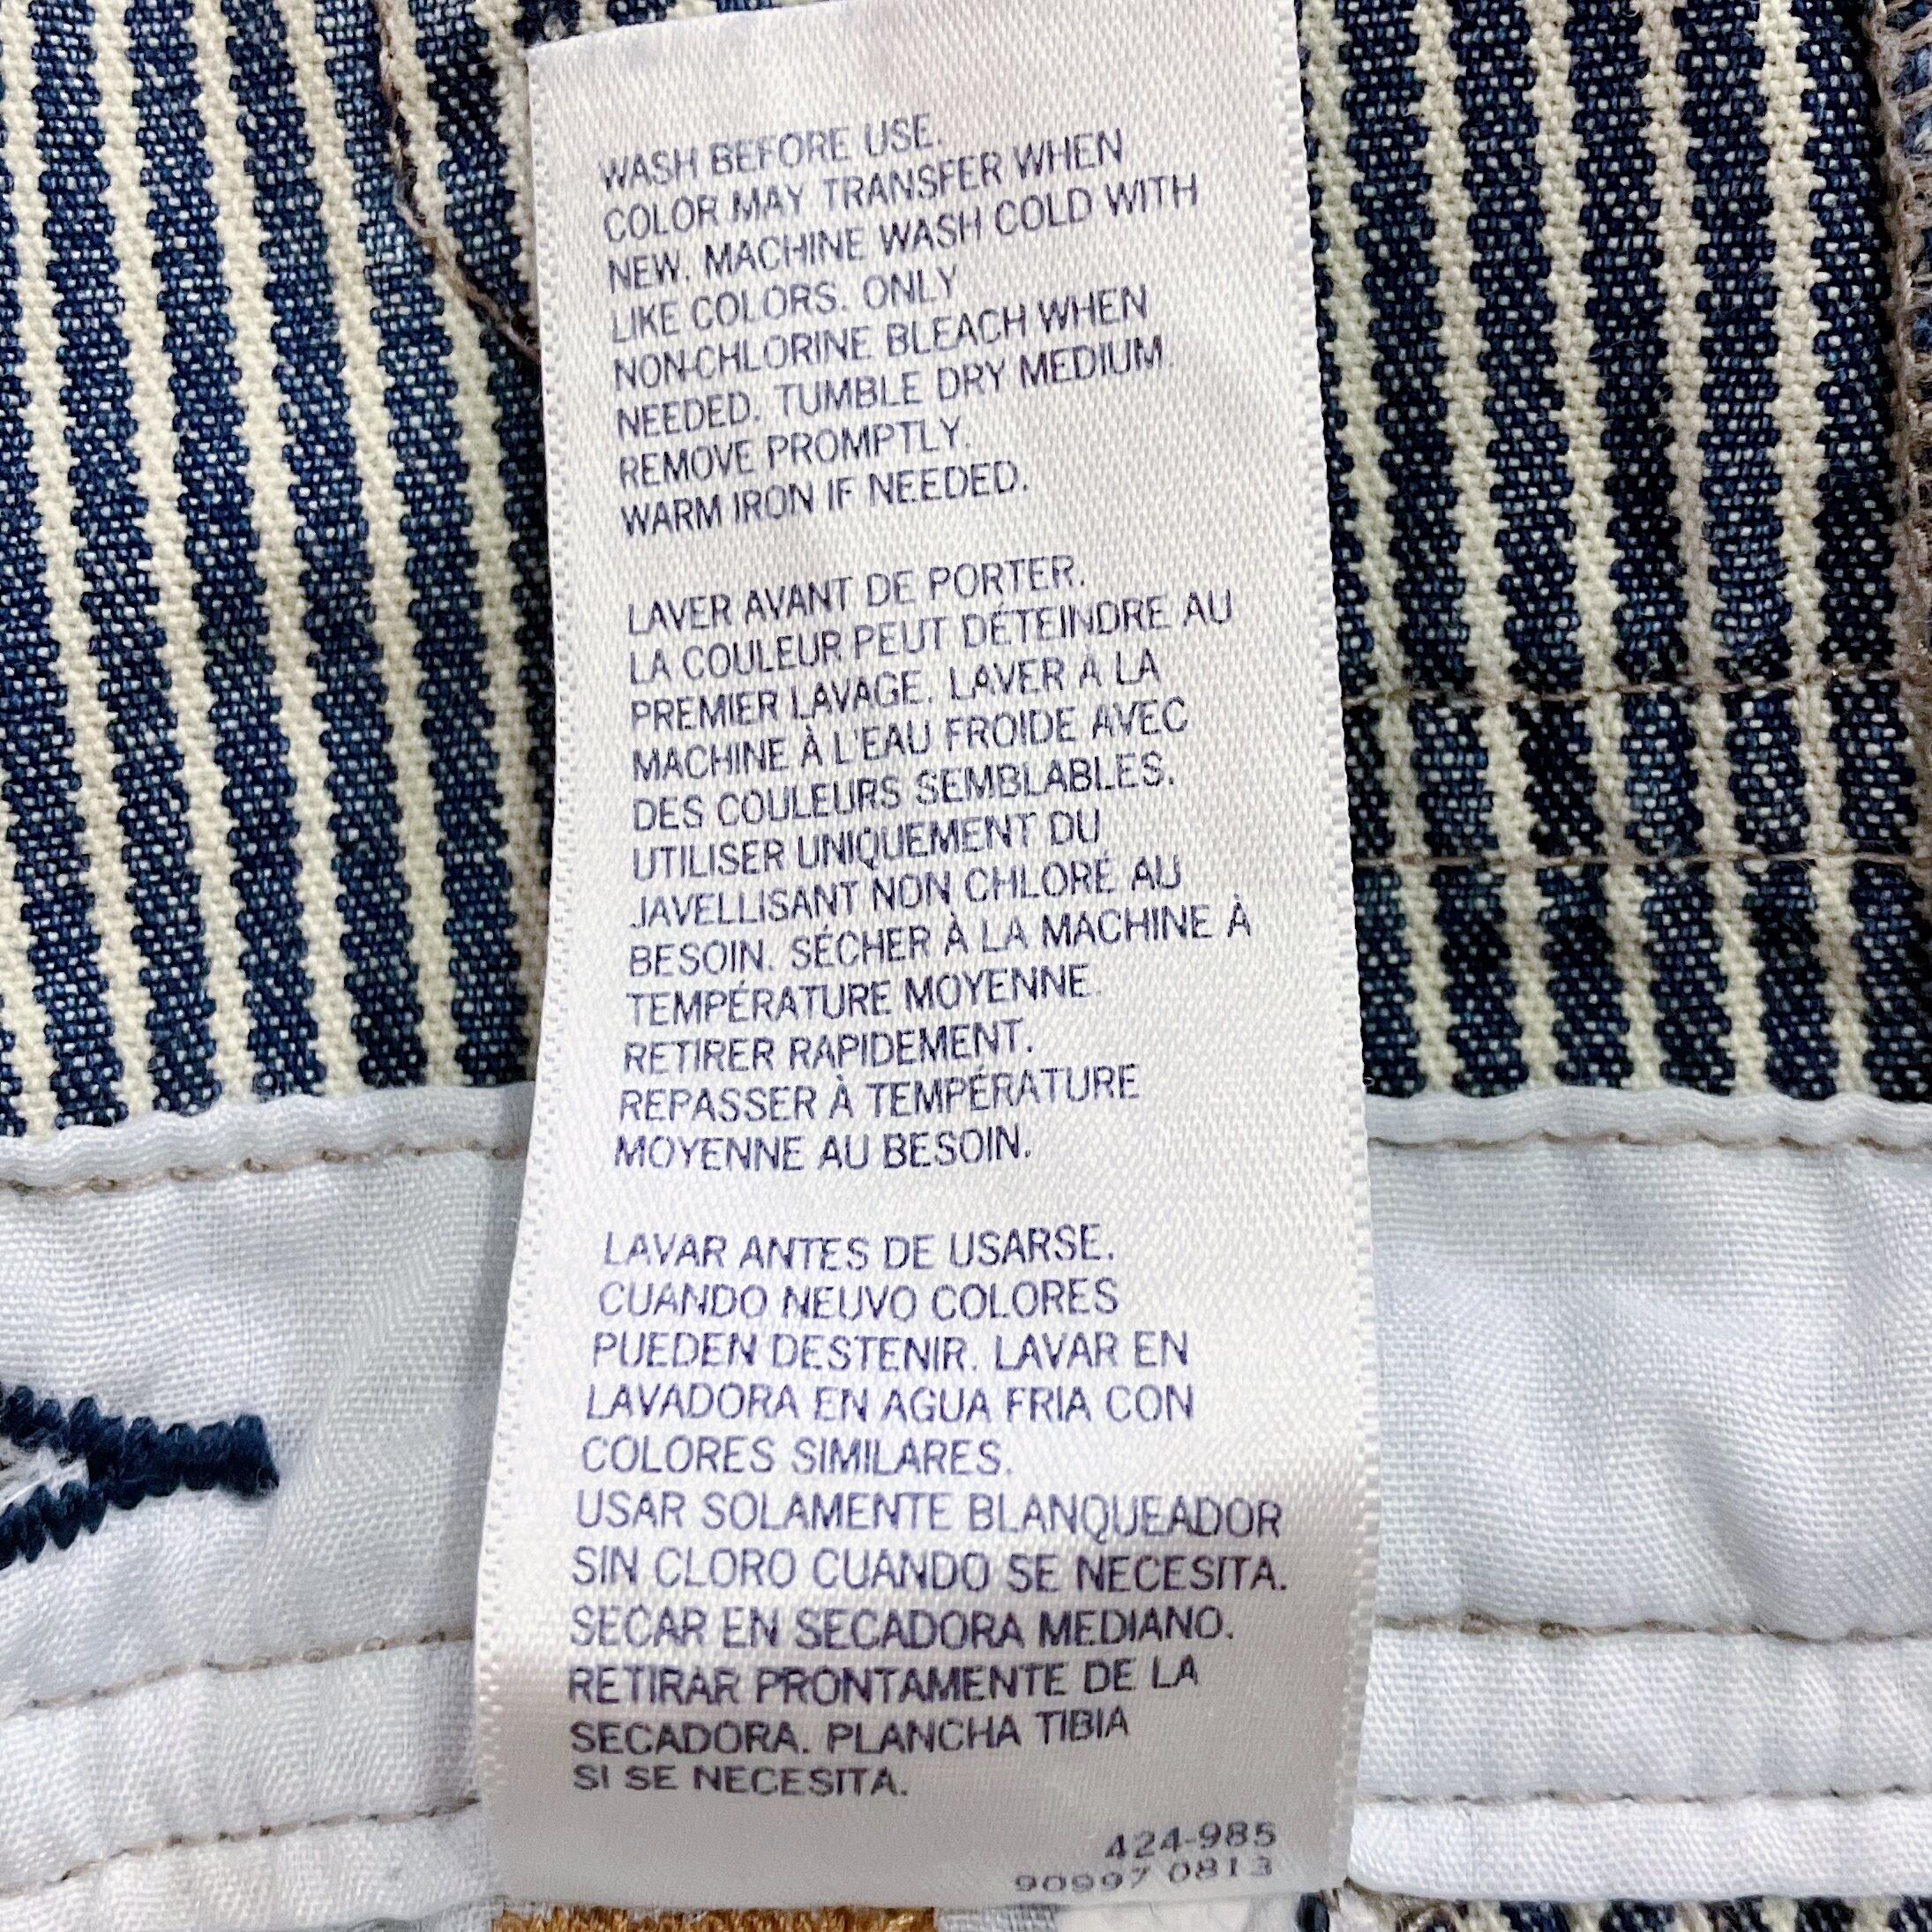 WASH BEFORE USE.
COLOR MAY TRANSFER WHEN
NEW. MACHINE WASH COLD WITH
LIKE COLORS. ONLY
NON-CHLORINE BLEACH WHEN
NEEDED. TUMBLE DRY MEDIUM.
REMOVE PROMPTLY.
WARM IRON IF NEEDED.
LAVER AVANT DE PORTER.
LA COULEUR PEUT DÉTEINDRE AU
PREMIER LAVAGE. LAVER À LA
MACHINE À L'EAU FROIDE AVEC
DES COULEURS SEMBLABLES.
UTILISER UNIQUEMENT DU
JAVELLISANT NON CHLORÉ AU
BESOIN. SÉCHER À LA MACHINE À
TEMPÉRATURE MOYENNE.
RETIRER RAPIDEMENT.
REPASSER À TEMPÉRATURE
MOYENNE AU BESOIN.
LAVAR ANTES DE USARSE.
CUANDO NEUVO COLORES
PUEDEN DESTENIR. LAVAR EN
LAVADORA EN AGUA FRIA CON
COLORES SIMILARES.
USAR SOLAMENTE BLANQUEADOR
SIN CLORO CUANDO SE NECESITA.
SECAR EN SECADORA MEDIANO.
RETIRAR PRONTAMENTE DE LA
SECADORA. PLANCHA TIBIA
SI SE NECESITA.
424-985
90997 0813